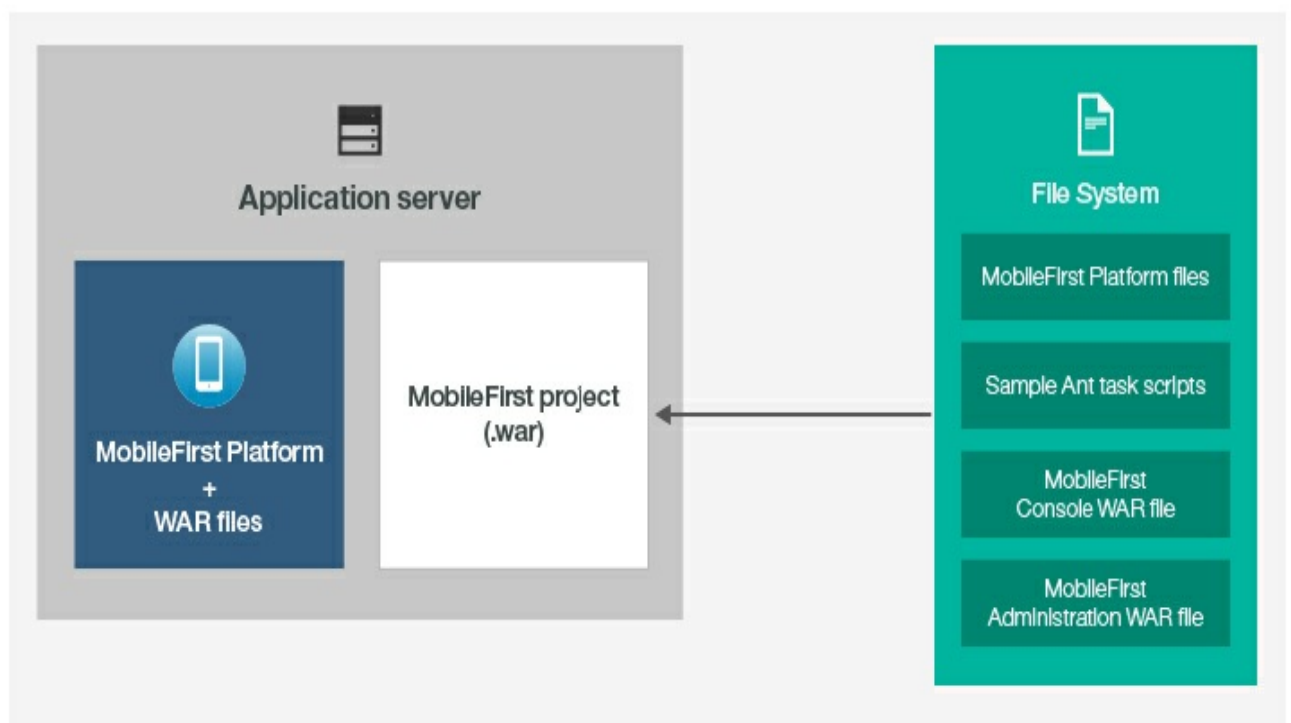 Application server
MobileFirst Platform
+
WAR files
MobileFirst project
(.war)
File System
MobileFirst Platform files
Sample Ant task scripts
MobileFirst
Console WAR file
MobileFirst
Administration WAR file